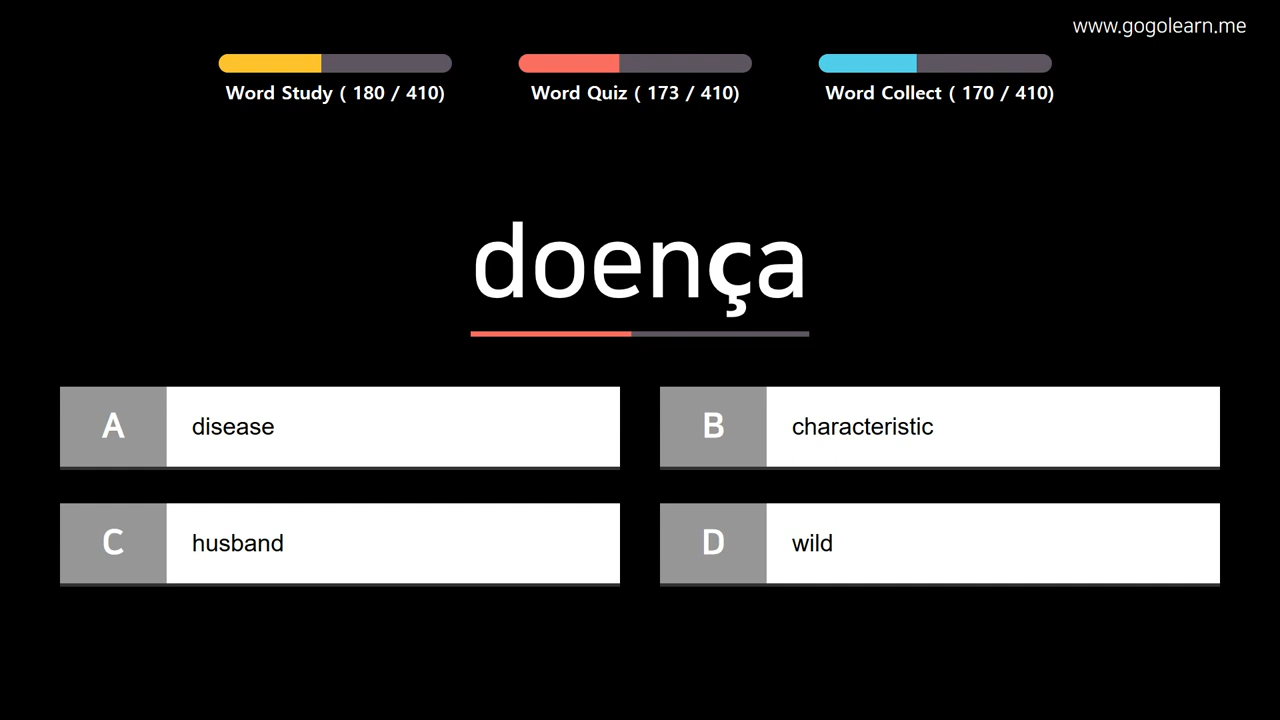 www.gogolearn.me
Word Study ( 180 / 410)
Word Quiz ( 173 / 410)
Word Collect ( 170 / 410)
doença
A disease
B characteristic
C husband
D wild